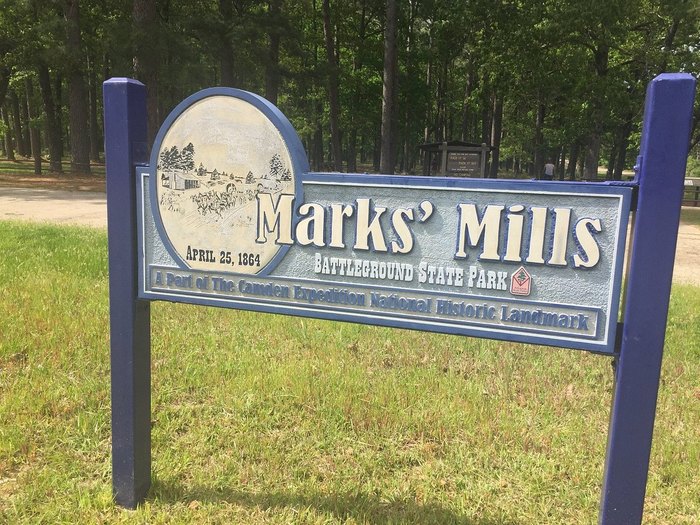 APRIL 25, 1864
Marks' Mills
BATTLEGROUND STATE PARK
A Part of The Camden Expedition National Historic Landmark